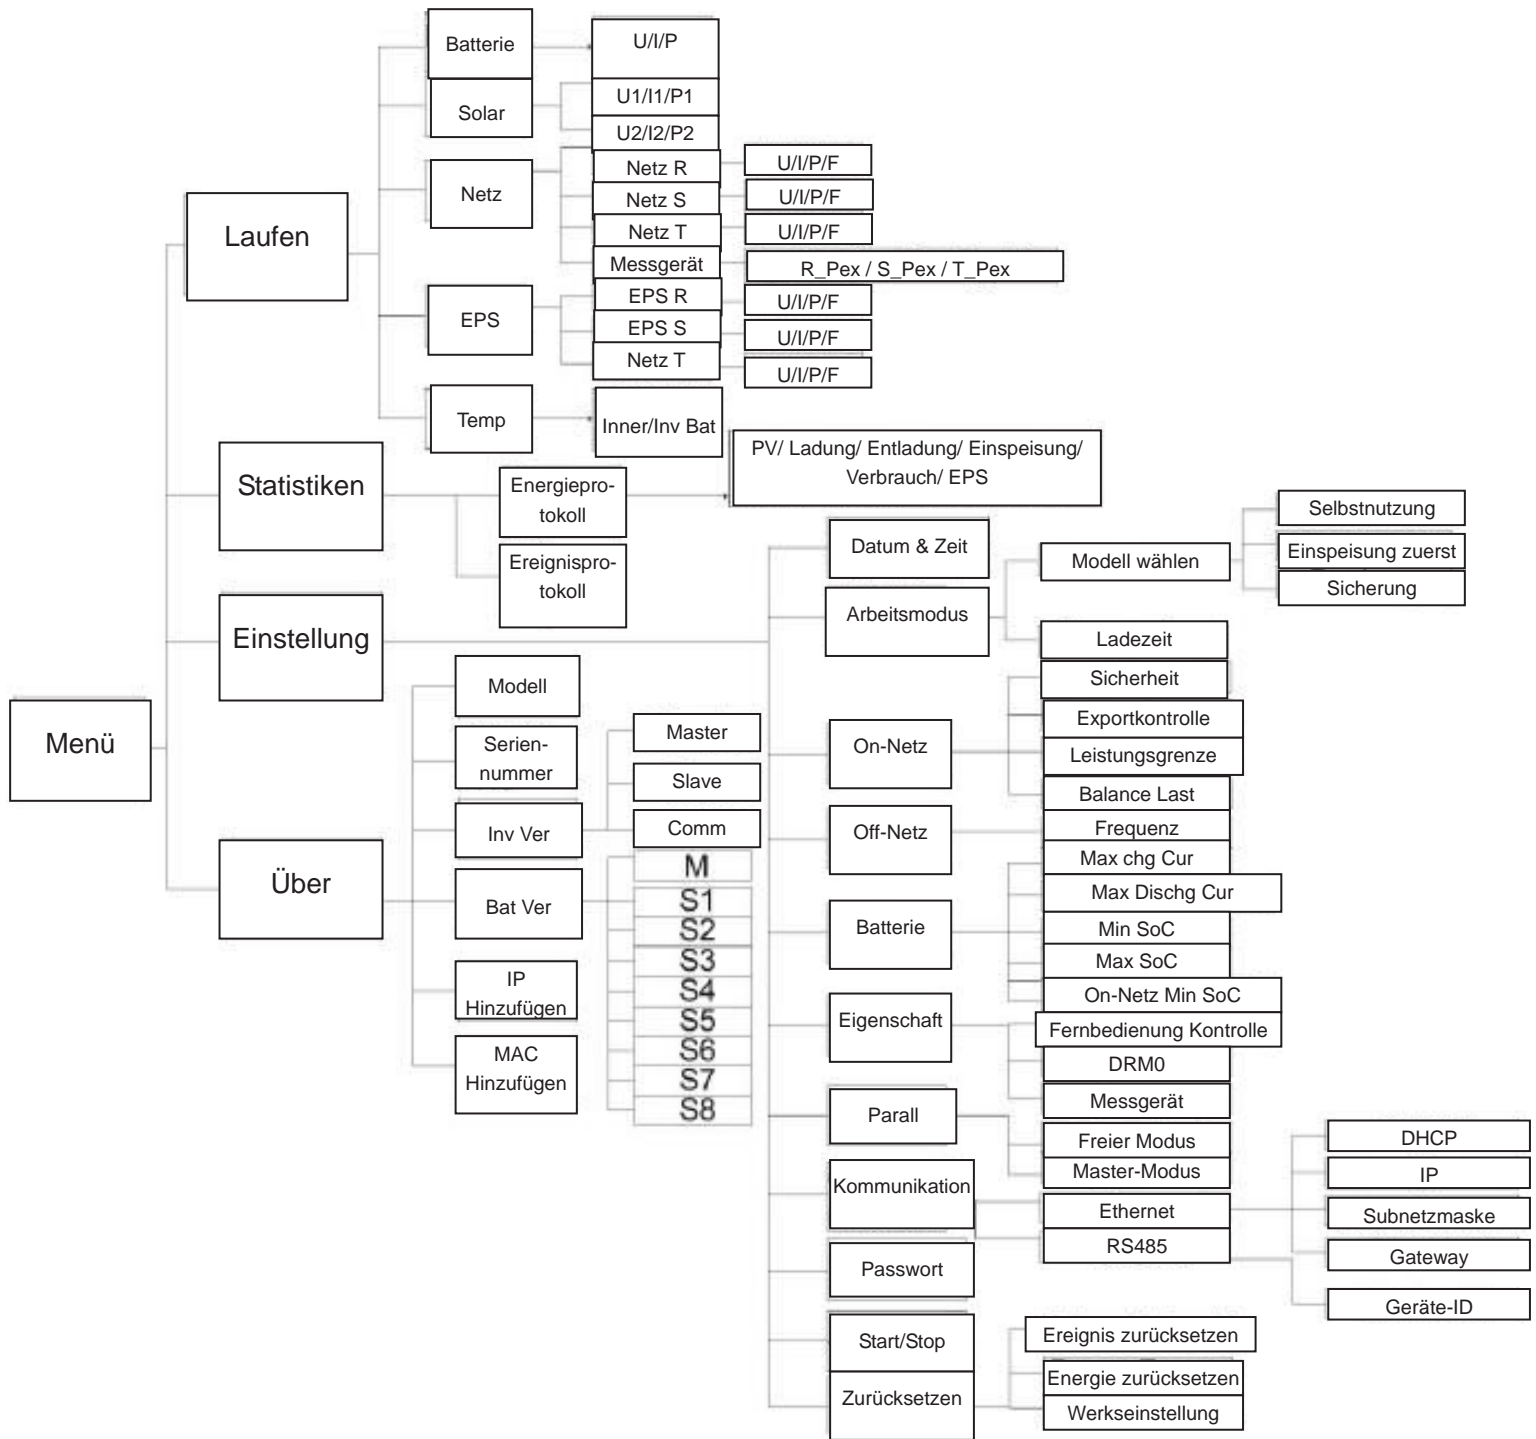 Menü
Laufen
Batterie
U/I/P
Solar
U1/I1/P1
U2/I2/P2
Netz
Netz R
U/I/P/F
Netz S
U/I/P/F
Netz T
U/I/P/F
Messgerät
R_Pex / S_Pex / T_Pex
EPS
EPS R
U/I/P/F
EPS S
U/I/P/F
Netz T
U/I/P/F
Temp
Inner/Inv Bat
Statistiken
Energiepro-
tokoll
PV/ Ladung/ Entladung/ Einspeisung/
Verbrauch/ EPS
Ereignispro-
tokoll
Einstellung
Datum & Zeit
Arbeitsmodus
Modell wählen
Selbstnutzung
Einspeisung zuerst
Sicherung
Ladezeit
On-Netz
Sicherheit
Exportkontrolle
Leistungsgrenze
Balance Last
Off-Netz
Frequenz
Batterie
Max chg Cur
Max Dischg Cur
Min SoC
Max SoC
On-Netz Min SoC
Eigenschaft
Fernbedienung Kontrolle
DRM0
Messgerät
Parall
Freier Modus
Master-Modus
Kommunikation
Ethernet
DHCP
IP
Subnetzmaske
Gateway
RS485
Geräte-ID
Passwort
Start/Stop
Zurücksetzen
Ereignis zurücksetzen
Energie zurücksetzen
Werkseinstellung
Über
Modell
Serien-
nummer
Inv Ver
Master
Slave
Comm
Bat Ver
M
S1
S2
S3
S4
S5
S6
S7
S8
IP
Hinzufügen
MAC
Hinzufügen